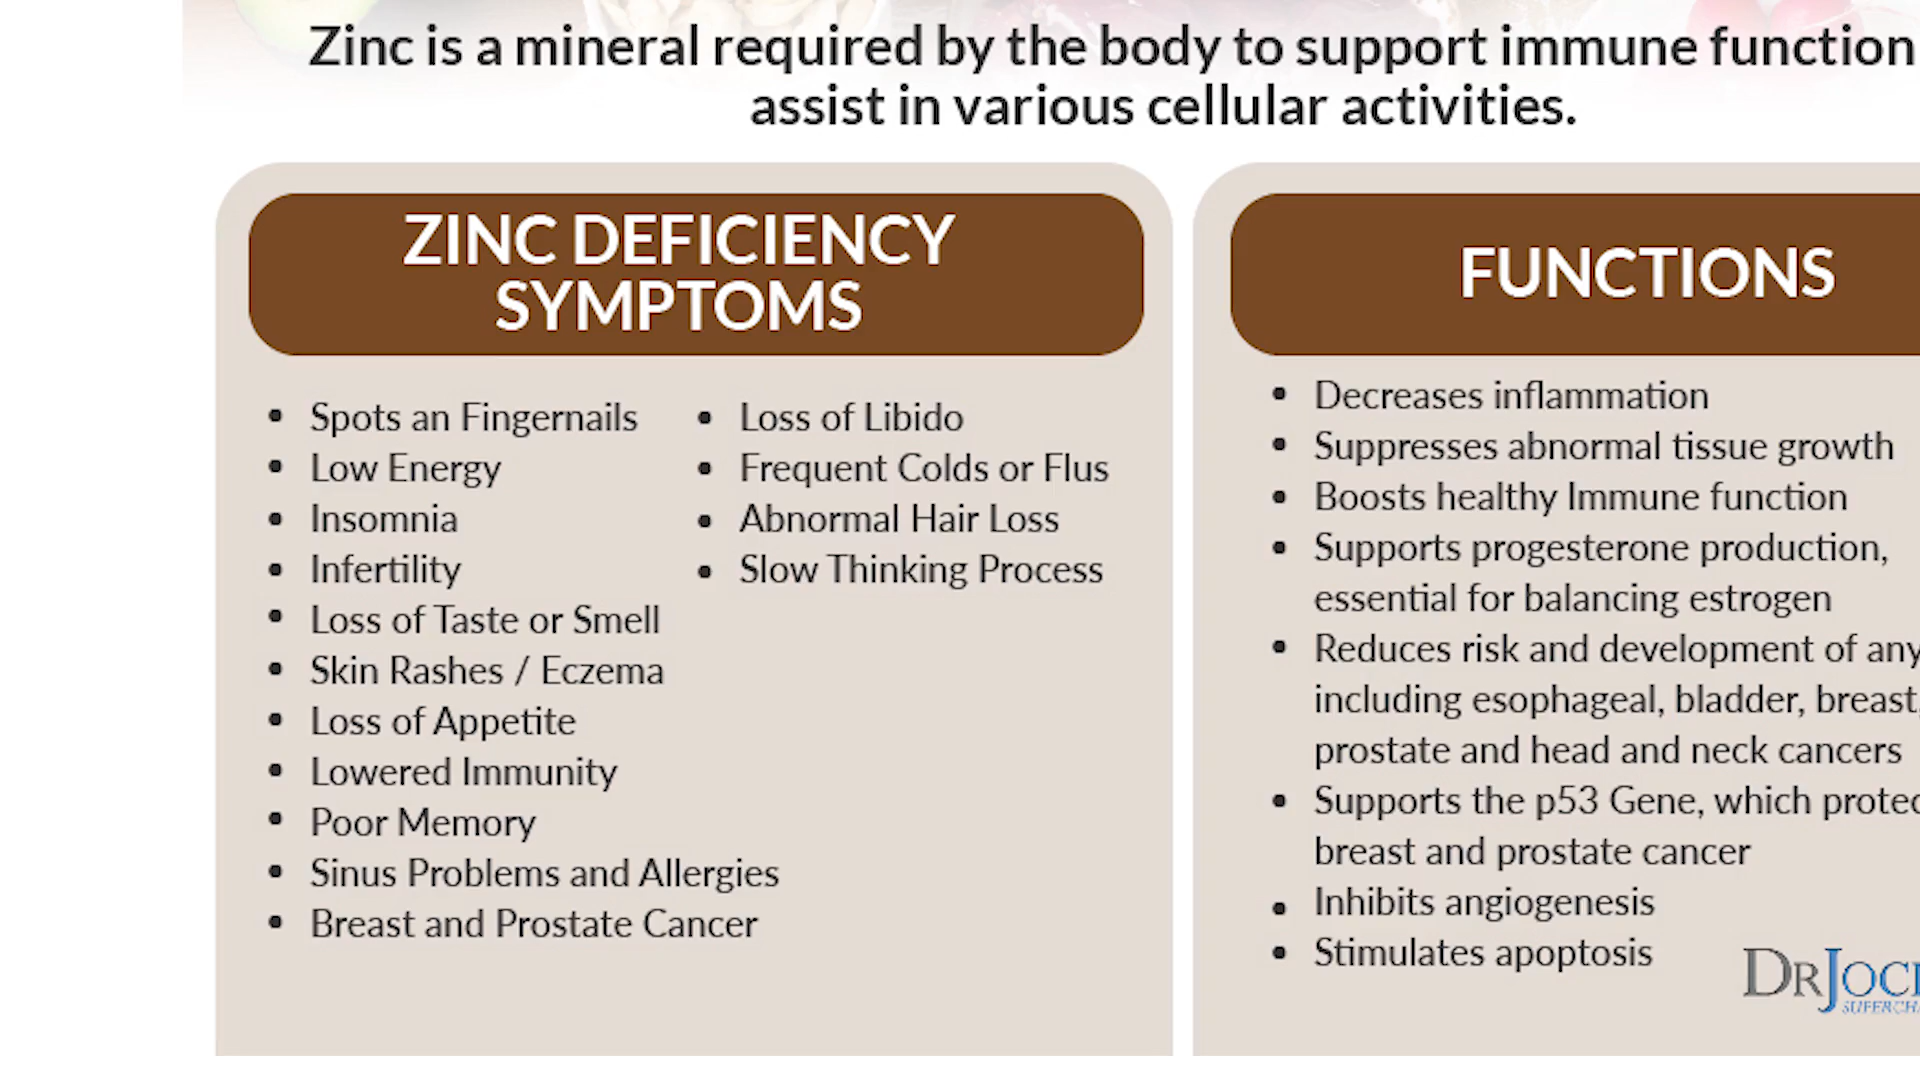 Zinc is a mineral required by the body to support immune function
assist in various cellular activities.
ZINC DEFICIENCY
SYMPTOMS
• Spots an Fingernails
• Low Energy
• Insomnia
• Infertility
• Loss of Taste or Smell
• Skin Rashes / Eczema
• Loss of Appetite
• Lowered Immunity
• Poor Memory
• Sinus Problems and Allergies
• Breast and Prostate Cancer
• Loss of Libido
• Frequent Colds or Flus
• Abnormal Hair Loss
• Slow Thinking Process
FUNCTIONS
• Decreases inflammation
• Suppresses abnormal tissue growth
• Boosts healthy Immune function
• Supports progesterone production,
essential for balancing estrogen
• Reduces risk and development of any
including esophageal, bladder, breast,
prostate and head and neck cancers
• Supports the p53 Gene, which protec
breast and prostate cancer
• Inhibits angiogenesis
• Stimulates apoptosis
DRJOC